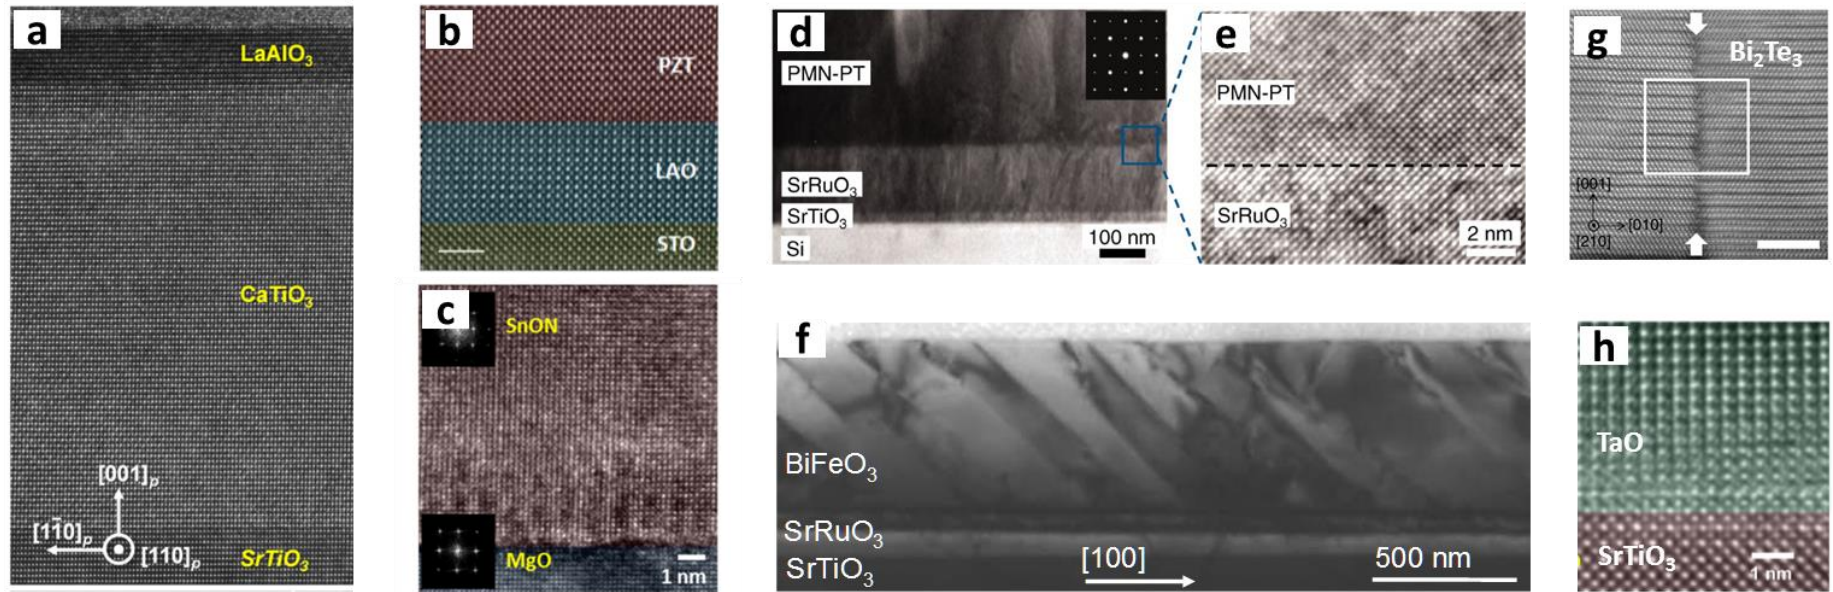 a
LaAlO₃
CaTiO₃
[001]ₚ
[11̄0]ₚ
[110]ₚ
SrTiO₃
b
PZT
LAO
STO
c
SnON
MgO
1 nm
d
PMN-PT
SrRuO₃
SrTiO₃
Si
100 nm
e
PMN-PT
SrRuO₃
2 nm
f
BiFeO₃
SrRuO₃
SrTiO₃
[100]
500 nm
g
Bi₂Te₃
[001]
[010]
[210]
h
TaO
SrTiO₃
1 nm